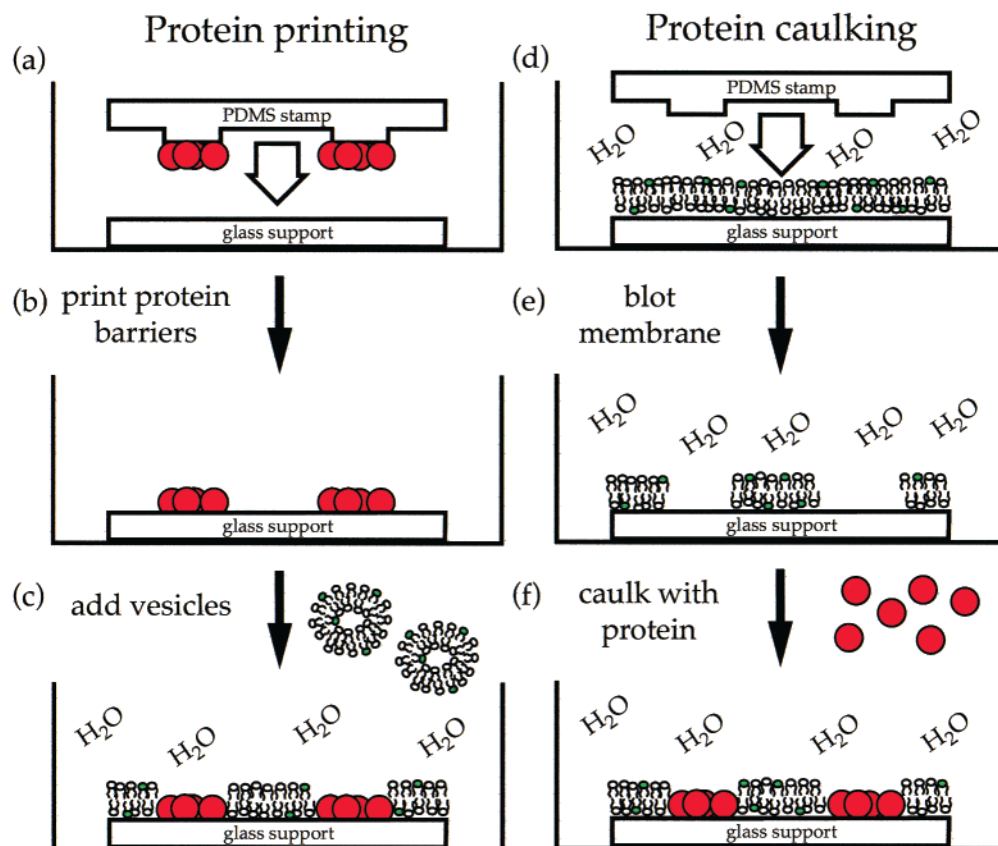 Protein printing
(a)
PDMS stamp
glass support
(b)
print protein
barriers
glass support
(c)
add vesicles
H₂O
H₂O
H₂O
H₂O
glass support
Protein caulking
(d)
PDMS stamp
H₂O
H₂O
H₂O
H₂O
glass support
(e)
blot
membrane
H₂O
H₂O
H₂O
H₂O
H₂O
glass support
(f)
caulk with
protein
H₂O
H₂O
H₂O
H₂O
glass support